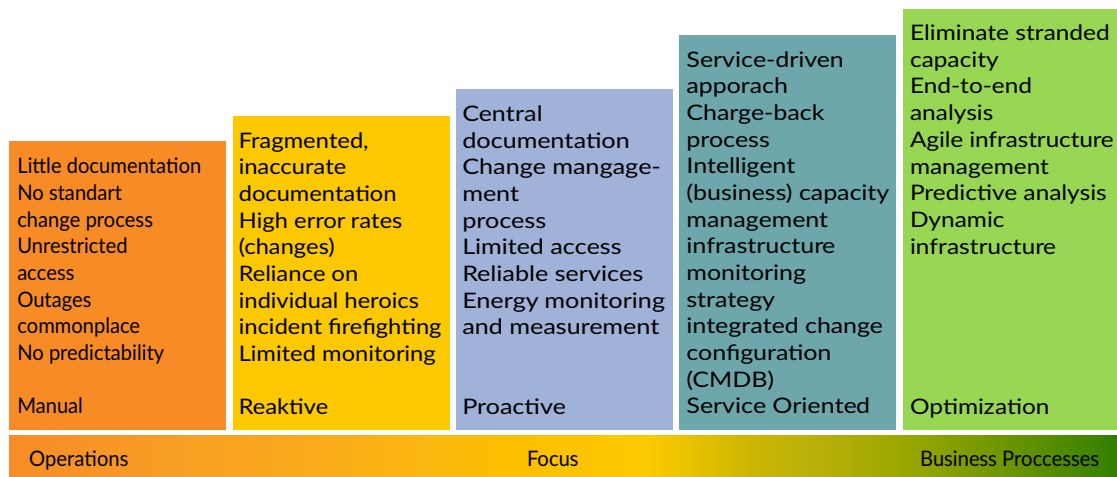 Little documentation
No standart
change process
Unrestricted
access
Outages
commonplace
No predictability
Manual
Fragmented,
inaccurate
documentation
High error rates
(changes)
Reliance on
individual heroics
incident firefighting
Limited monitoring
Reaktive
Central
documentation
Change mangage-
ment
process
Limited access
Reliable services
Energy monitoring
and measurement
Proactive
Service-driven
apporach
Charge-back
process
Intelligent
(business) capacity
management
infrastructure
monitoring
strategy
integrated change
configuration
(CMDB)
Service Oriented
Eliminate stranded
capacity
End-to-end
analysis
Agile infrastructure
management
Predictive analysis
Dynamic
infrastructure
Optimization
Operations
Focus
Business Proccesses